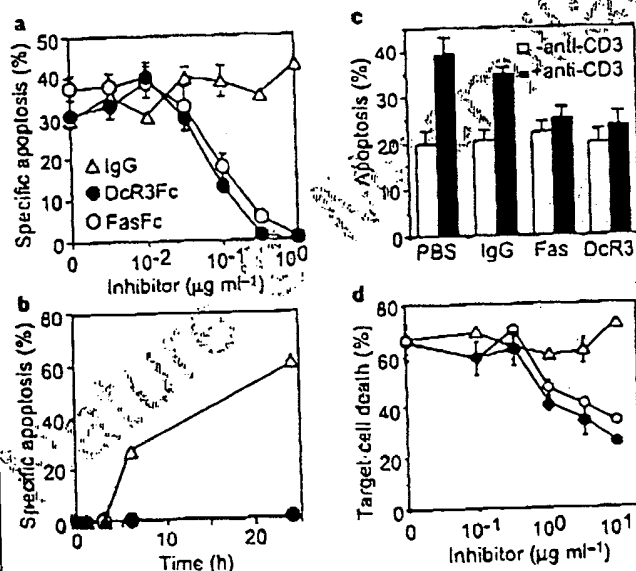 a
Specific apoptosis (%)
50
40
30
20
10
0
IgG
DcR3Fc
FasFc
0 10-2 10-1 100
Inhibitor (µg ml−1)
b
Specific apoptosis (%)
80
60
40
20
0
0 10 20
Time (h)
c
Apoptosis (%)
40
30
20
10
0
-anti-CD3
+anti-CD3
PBS IgG Fas DcR3
d
Target cell death (%)
80
60
40
20
0
0 10-1 100 101
Inhibitor (µg ml−1)